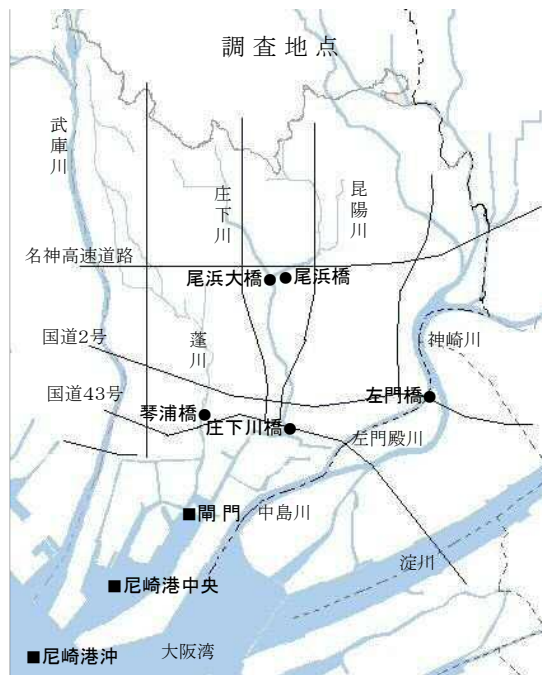 調査地点
武庫川
庄下川
昆陽川
名神高速道路
尾浜大橋
尾浜橋
国道2号
蓬川
神崎川
国道43号
左門橋
琴浦橋
庄下川橋
左門殿川
閘門
中島川
淀川
尼崎港中央
尼崎港沖
大阪湾